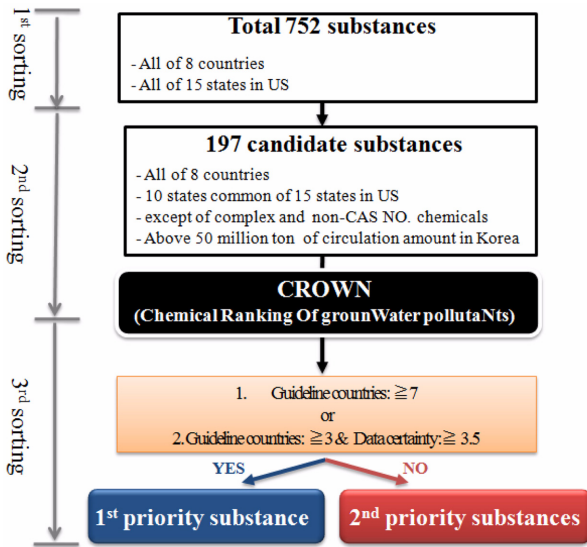 1st sorting
Total 752 substances
- All of 8 countries
- All of 15 states in US
2nd sorting
197 candidate substances
- All of 8 countries
- 10 states common of 15 states in US
- except of complex and non-CAS NO. chemicals
- Above 50 million ton of circulation amount in Korea
CROWN
(Chemical Ranking Of grounWater pollutaNts)
3rd sorting
1. Guideline countries: ≧ 7
or
2. Guideline countries: ≧ 3 & Data certainty: ≧ 3.5
YES
NO
1st priority substance
2nd priority substances